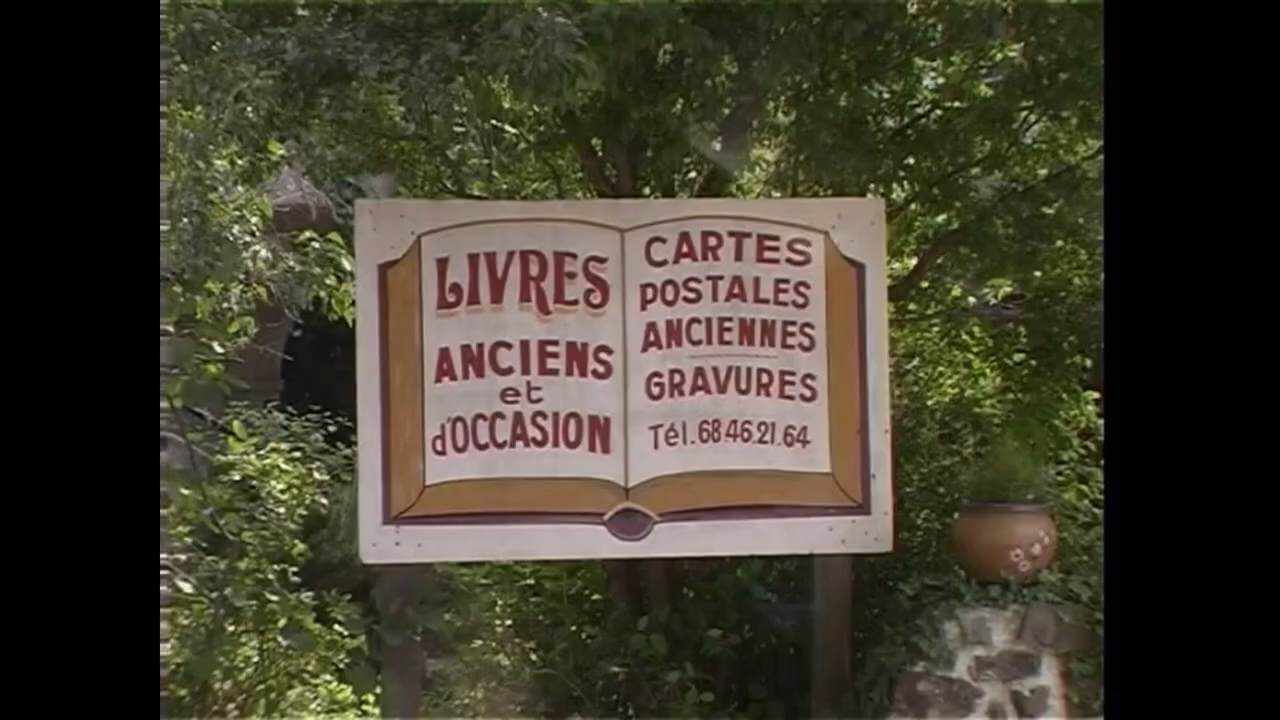 LIVRES
ANCIENS
et
d'OCCASION
CARTES
POSTALES
ANCIENNES
GRAVURES
Tél. 68.46.21.64